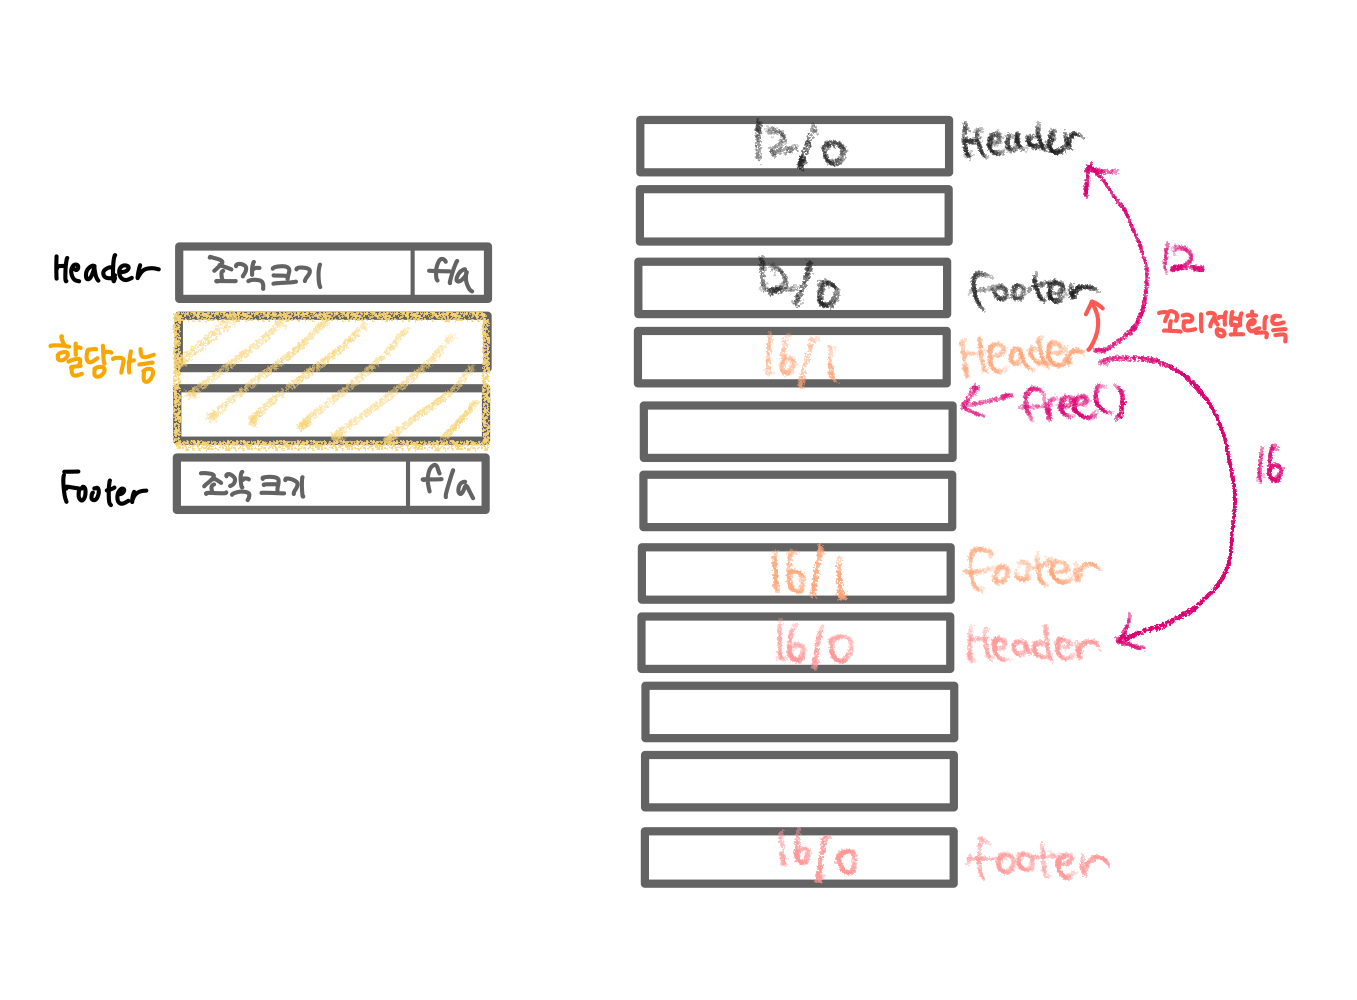 Header
조각크기 f/a
할당가능
Footer
조각크기 f/a
12/0 Header
12/0 footer
12
꼬리정보획득
16/1 Header
← free()
16
16/1 footer
16/0 Header
16/0 footer